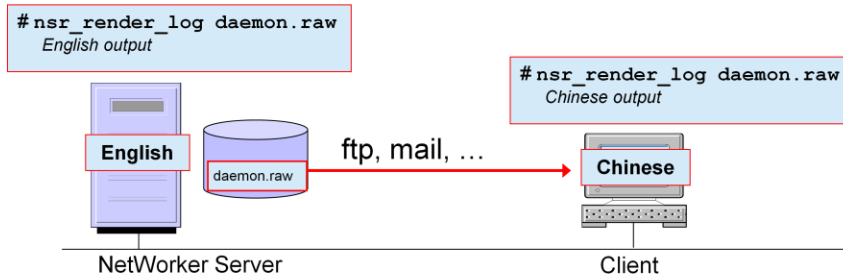 # nsr_render_log daemon.raw
English output
# nsr_render_log daemon.raw
Chinese output
English
daemon.raw
ftp, mail, ...
Chinese
NetWorker Server
Client